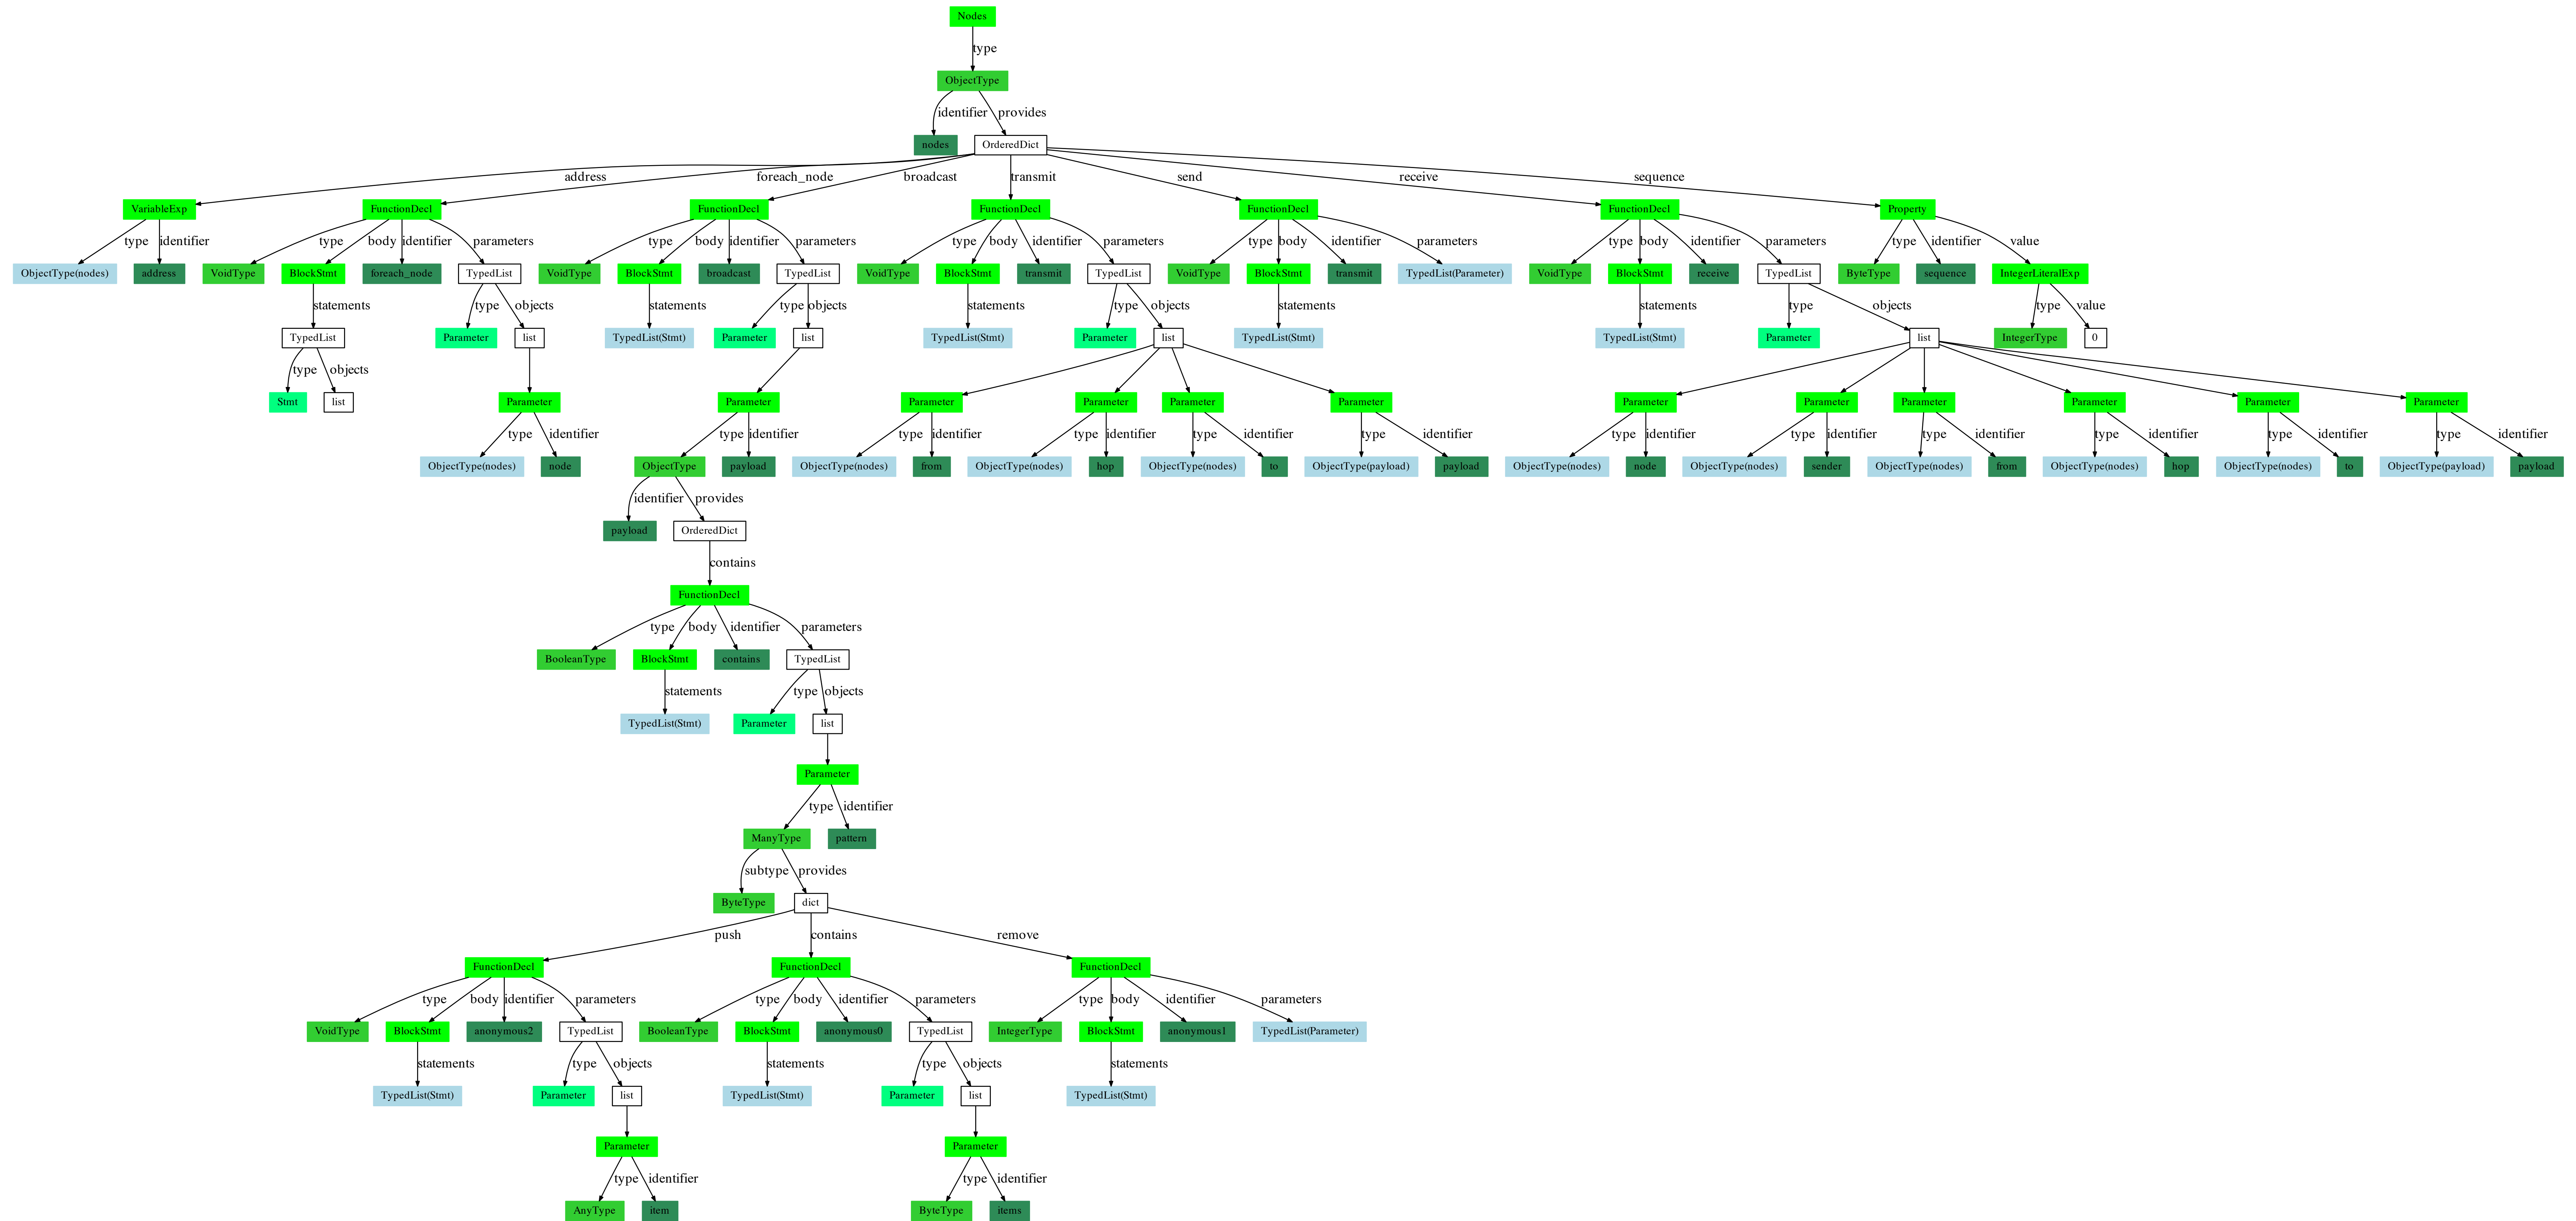 Nodes
type
ObjectType
identifier provides
nodes OrderedDict
address foreach_node broadcast transmit send receive sequence
VariableExp FunctionDecl FunctionDecl FunctionDecl FunctionDecl FunctionDecl Property
type identifier type body identifier parameters type body identifier parameters type body identifier parameters type body identifier parameters type body identifier parameters type identifier value
ObjectType(nodes) address VoidType BlockStmt foreach_node TypedList VoidType BlockStmt broadcast TypedList VoidType BlockStmt transmit TypedList VoidType BlockStmt transmit TypedList(Parameter) VoidType BlockStmt receive TypedList ByteType sequence IntegerLiteralExp
statements type objects statements type objects statements type objects statements statements type objects type value
TypedList Parameter list TypedList(Stmt) Parameter list TypedList(Stmt) Parameter list TypedList(Stmt) TypedList(Stmt) Parameter list IntegerType 0
type objects
Stmt list Parameter Parameter Parameter Parameter Parameter Parameter Parameter Parameter Parameter Parameter Parameter Parameter
type identifier type identifier type identifier type identifier type identifier type identifier type identifier type identifier type identifier type identifier type identifier type identifier
ObjectType(nodes) node ObjectType payload ObjectType(nodes) from ObjectType(nodes) hop ObjectType(nodes) to ObjectType(payload) payload ObjectType(nodes) node ObjectType(nodes) sender ObjectType(nodes) from ObjectType(nodes) hop ObjectType(nodes) to ObjectType(payload) payload
identifier provides
payload OrderedDict
contains
FunctionDecl
type body identifier parameters
BooleanType BlockStmt contains TypedList
statements type objects
TypedList(Stmt) Parameter list
Parameter
type identifier
ManyType pattern
subtype provides
ByteType dict
push contains remove
FunctionDecl FunctionDecl FunctionDecl
type body identifier parameters type body identifier parameters type body identifier parameters
VoidType BlockStmt anonymous2 TypedList BooleanType BlockStmt anonymous0 TypedList IntegerType BlockStmt anonymous1 TypedList(Parameter)
statements type objects statements type objects statements
TypedList(Stmt) Parameter list TypedList(Stmt) Parameter list TypedList(Stmt)
Parameter Parameter
type identifier type identifier
AnyType item ByteType items